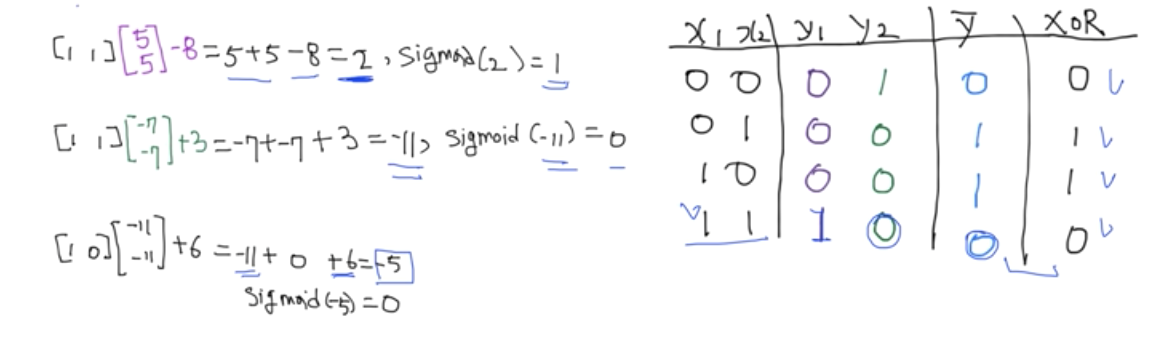 [1 1] [5 5] -8 = 5+5 -8 = 2 , Sigmoid(2) = 1
[1 1] [-7 -7] +3 = -7+-7 +3 = -11, Sigmoid (-11) = 0
[1 0] [-11 -11] +6 = -11 + 0 +6 = -5
Sigmoid(-5) = 0
x1 x2 y1 y2 ȳ XOR
0 0 0 1 0 0 v
0 1 0 0 1 1 v
1 0 0 0 1 1 v
v 1 1 1 0 0 0 v